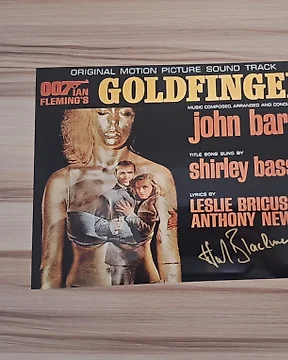 ORIGINAL MOTION PICTURE SOUND TRACK
007 IAN
FLEMING'S
GOLDFINGE
MUSIC COMPOSED, ARRANGED AND CONDU
john bar
TITLE SONG SUNG BY
shirley bass
LYRICS BY
LESLIE BRICUS
ANTHONY NEW